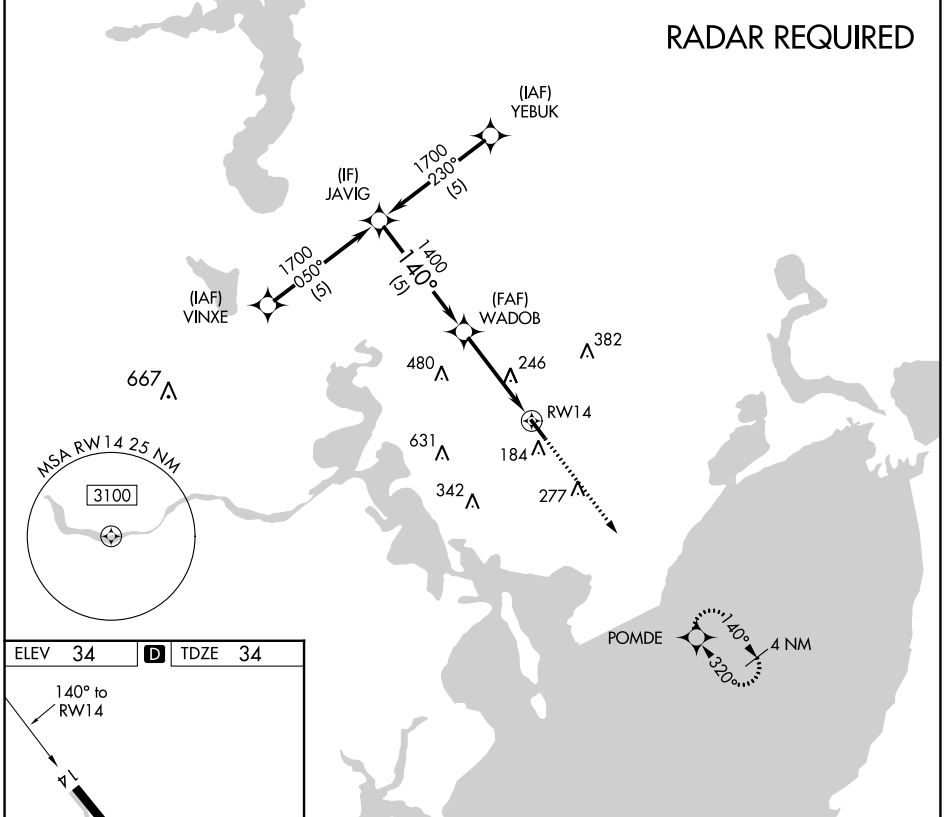 RADAR REQUIRED
(IAF)
YEBUK
1700
230°
(5)
(IF)
JAVIG
1700
050°
(5)
1400
140°
(5)
(IAF)
VINXE
(FAF)
WADOB
382
480
246
667
RW14
631
184
342
277
MSA RW14 25 NM
3100
POMDE
140°
4 NM
320°
ELEV 34 D TDZE 34
140° to
RW14
14